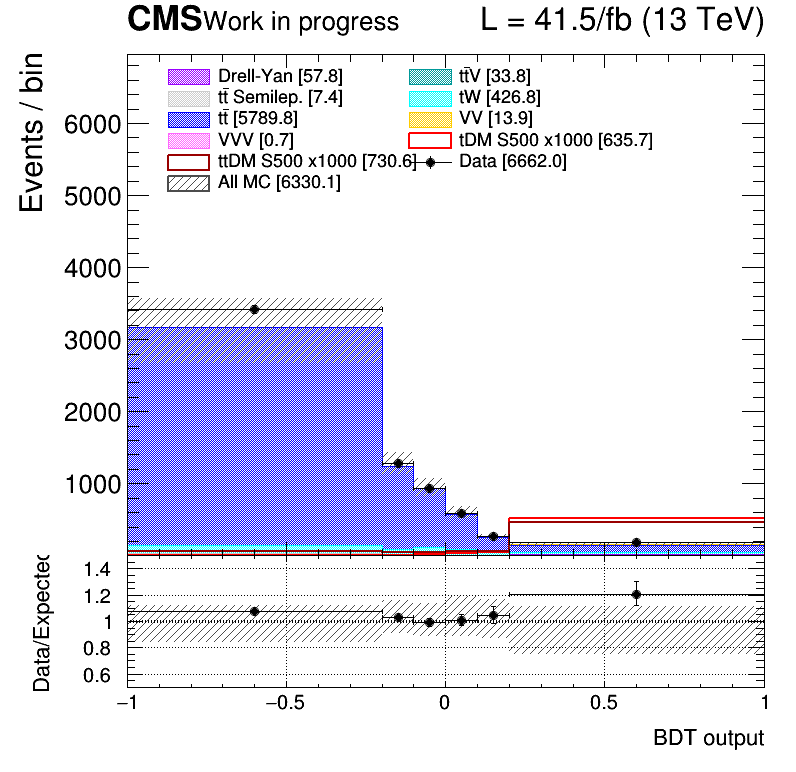 CMS Work in progress L = 41.5/fb (13 TeV)
Events / bin
Drell-Yan [57.8] tt̄V [33.8]
tt̄ Semilep. [7.4] tW [426.8]
tt̄ [5789.8] VV [13.9]
VVV [0.7] tDM S500 x1000 [635.7]
ttDM S500 x1000 [730.6] Data [6662.0]
All MC [6330.1]
6000
5000
4000
3000
2000
1000
Data/Expected
1.4
1.2
1
0.8
0.6
−1 −0.5 0 0.5 1
BDT output